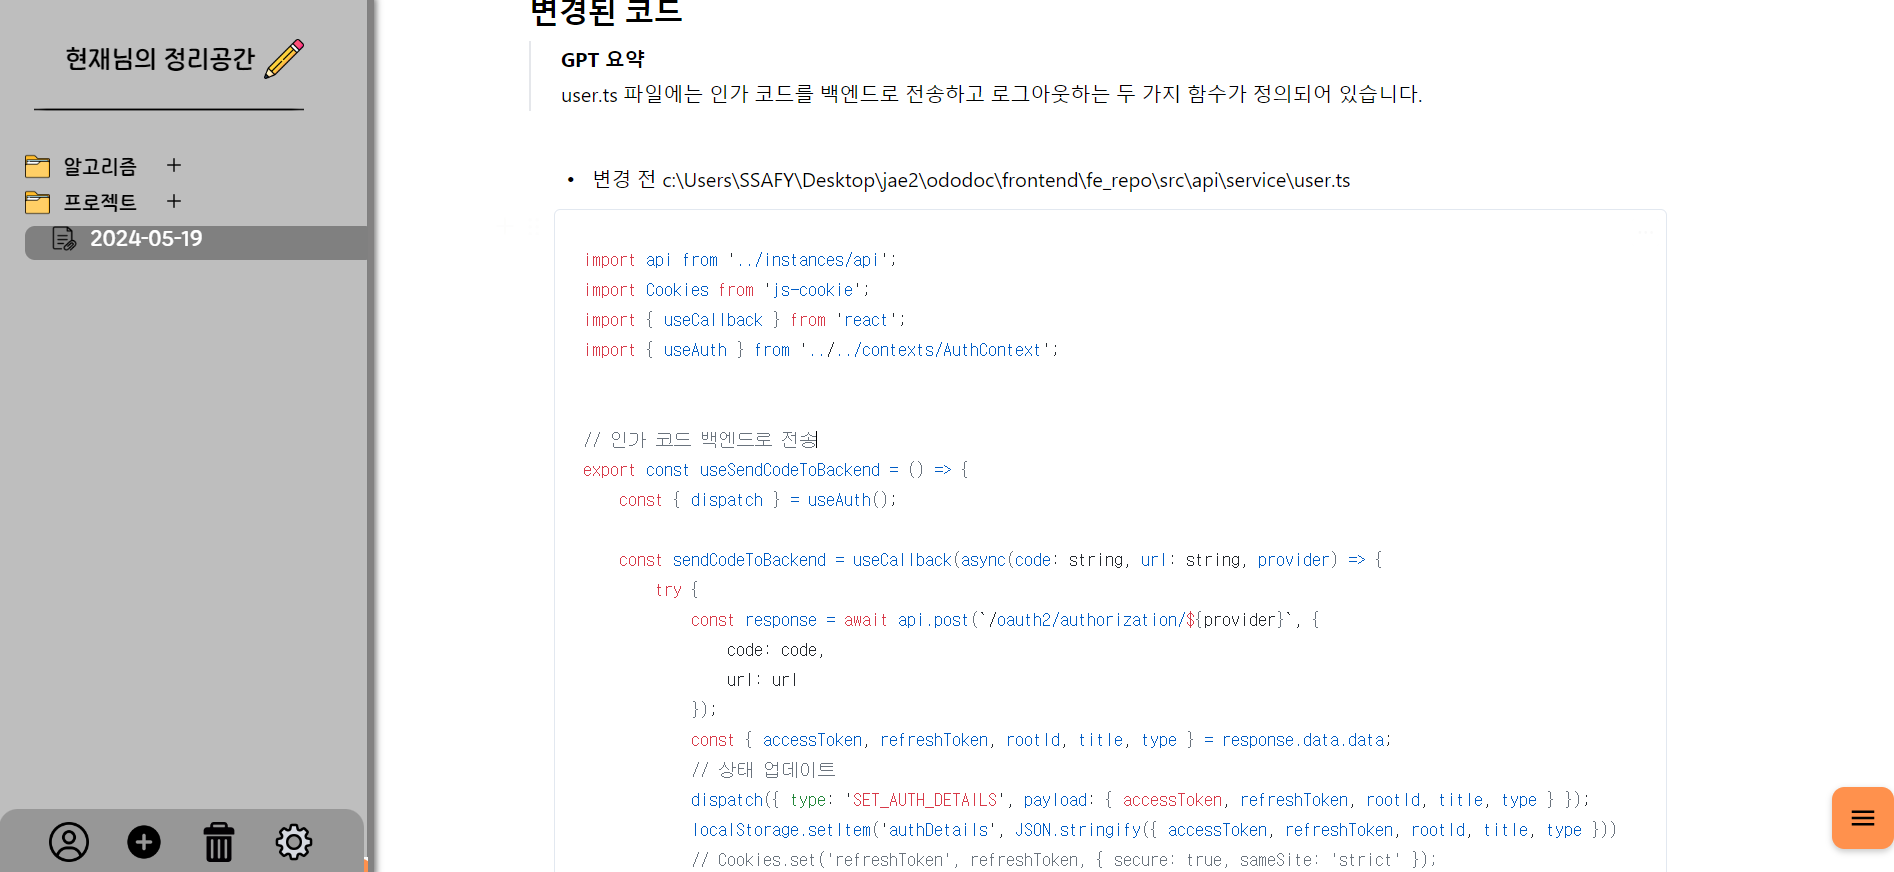 현재님의 정리공간
알고리즘 +
프로젝트 +
2024-05-19
변경된 코드
GPT 요약
user.ts 파일에는 인가 코드를 백엔드로 전송하고 로그아웃하는 두 가지 함수가 정의되어 있습니다.
• 변경 전 c:\Users\SSAFY\Desktop\jae2\ododoc\frontend\fe_repo\src\api\service\user.ts
import api from '../instances/api';
import Cookies from 'js-cookie';
import { useCallback } from 'react';
import { useAuth } from '../../contexts/AuthContext';
// 인가 코드 백엔드로 전송
export const useSendCodeToBackend = () => {
    const { dispatch } = useAuth();
    const sendCodeToBackend = useCallback(async(code: string, url: string, provider) => {
        try {
            const response = await api.post(`/oauth2/authorization/${provider}`, {
                code: code,
                url: url
            });
            const { accessToken, refreshToken, rootId, title, type } = response.data.data;
            // 상태 업데이트
            dispatch({ type: 'SET_AUTH_DETAILS', payload: { accessToken, refreshToken, rootId, title, type } });
            localStorage.setItem('authDetails', JSON.stringify({ accessToken, refreshToken, rootId, title, type }))
            // Cookies.set('refreshToken', refreshToken, { secure: true, sameSite: 'strict' });